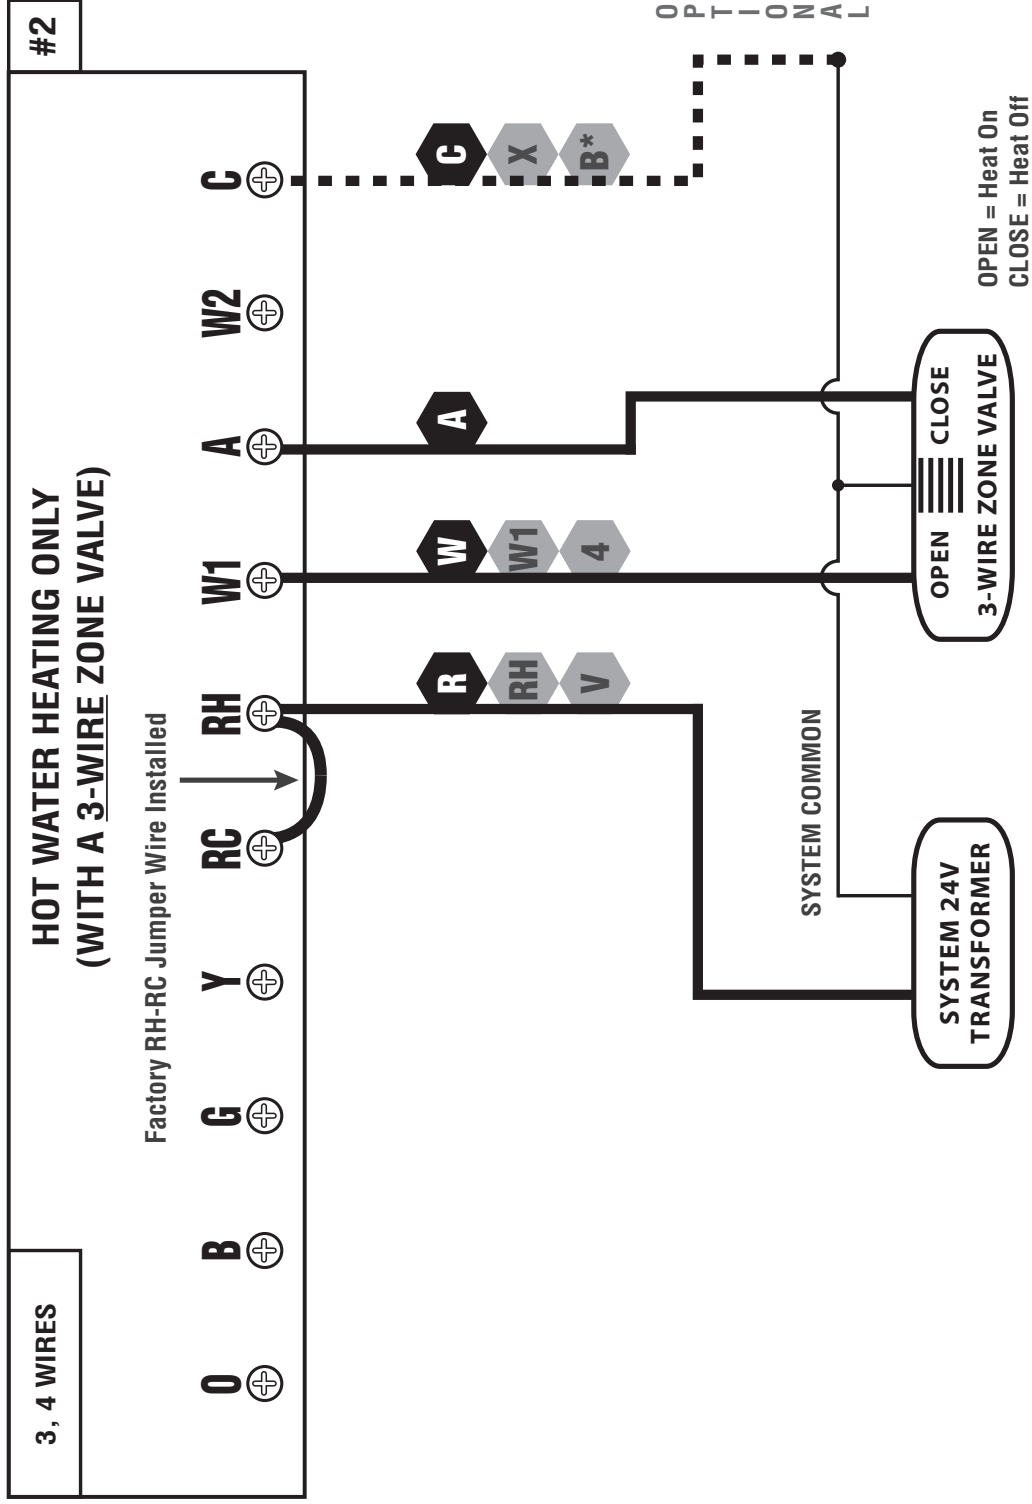 3, 4 WIRES
#2
HOT WATER HEATING ONLY
(WITH A 3-WIRE ZONE VALVE)
Factory RH-RC Jumper Wire Installed
O B G Y RC RH W1 A W2 C
R W A C
RH W1 X
V 4 B*
OPTIONAL
SYSTEM COMMON
SYSTEM 24V
TRANSFORMER
OPEN CLOSE
3-WIRE ZONE VALVE
OPEN = Heat On
CLOSE = Heat Off